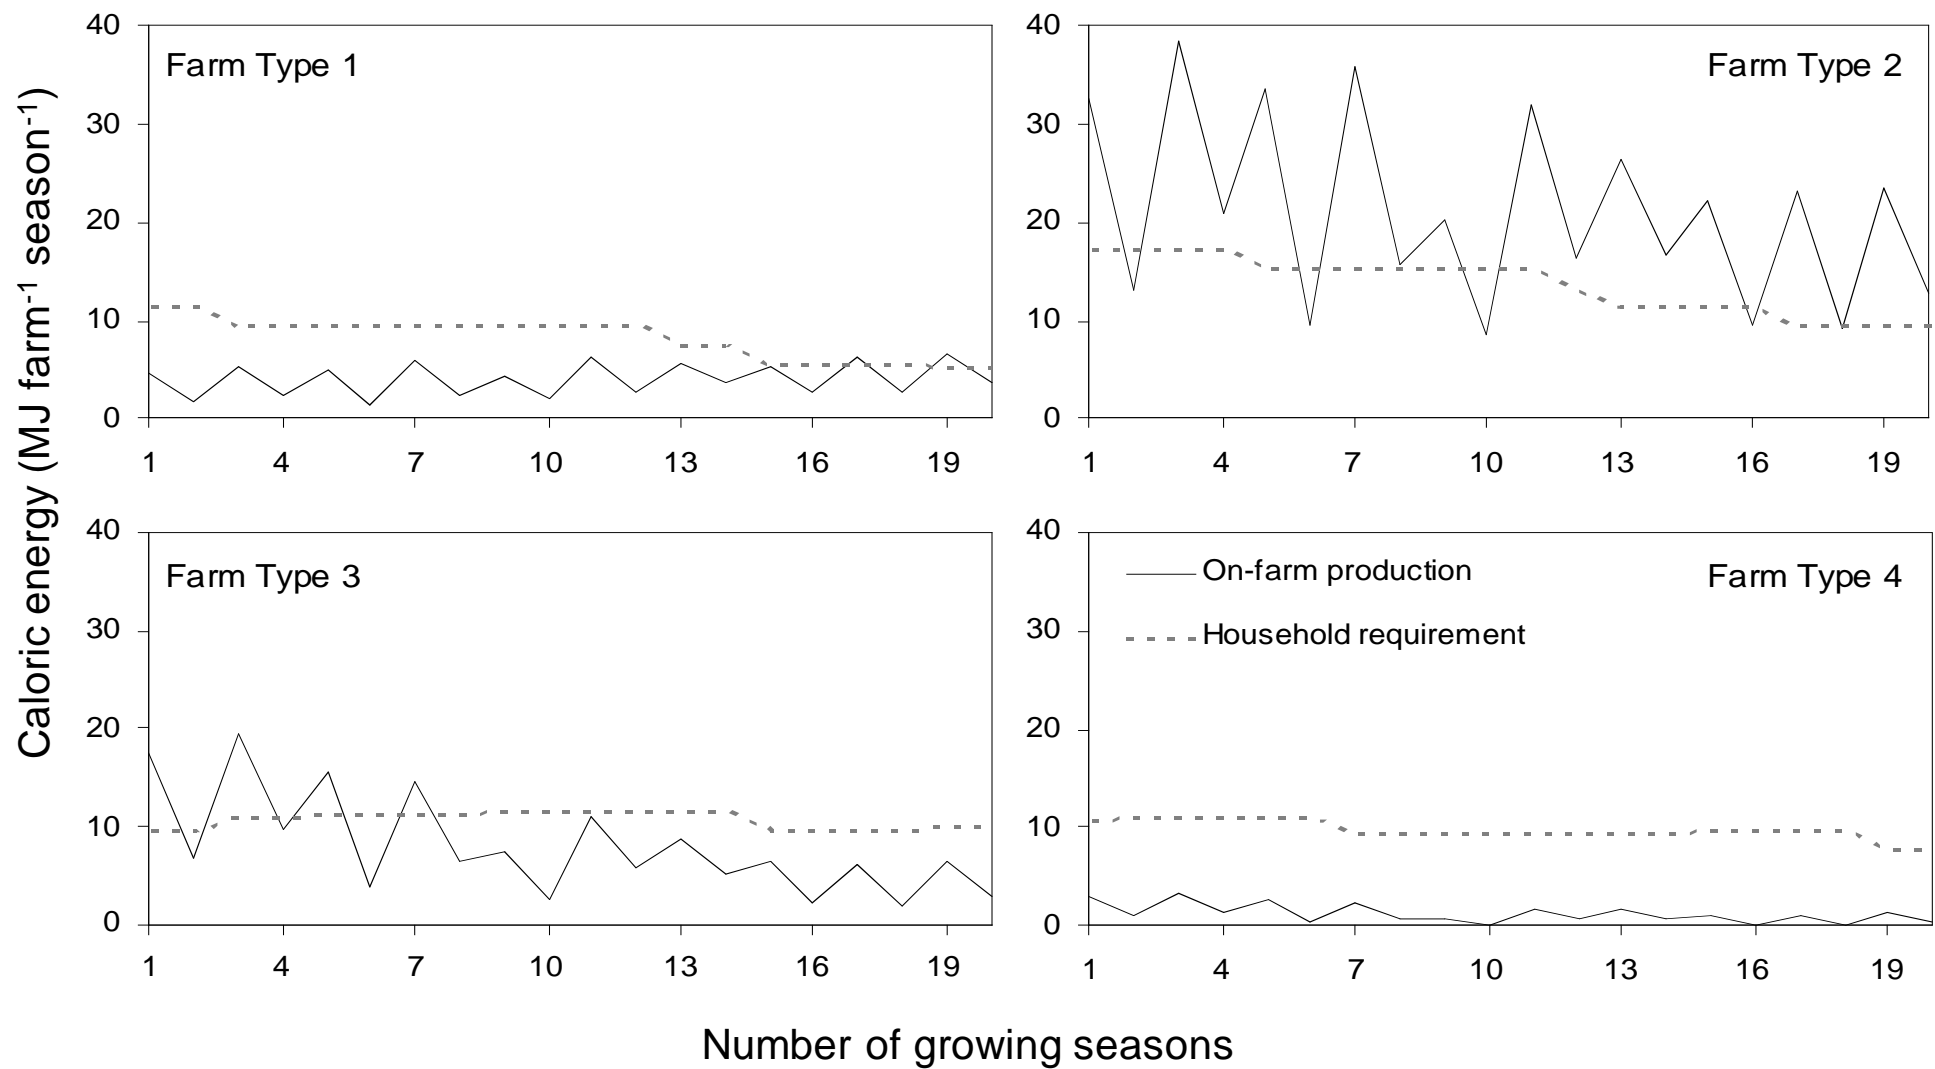 Caloric energy (MJ farm⁻¹ season⁻¹)
40
30
20
10
0
Farm Type 1
1 4 7 10 13 16 19
40
30
20
10
0
Farm Type 2
1 4 7 10 13 16 19
40
30
20
10
0
Farm Type 3
1 4 7 10 13 16 19
40
30
20
10
0
On-farm production
Household requirement
Farm Type 4
1 4 7 10 13 16 19
Number of growing seasons